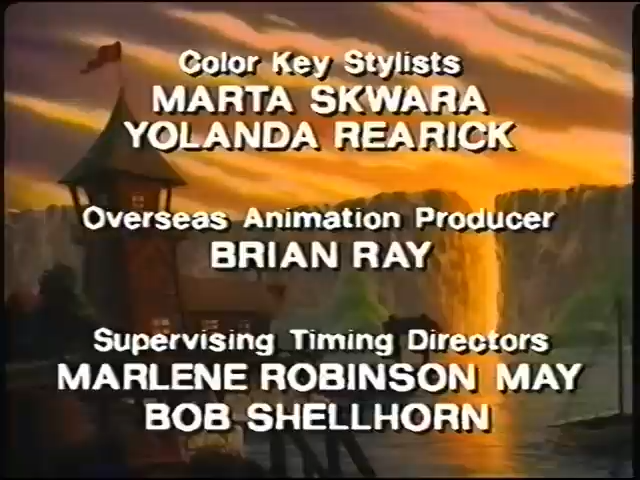 Color Key Stylists
MARTA SKWARA
YOLANDA REARICK
Overseas Animation Producer
BRIAN RAY
Supervising Timing Directors
MARLENE ROBINSON MAY
BOB SHELLHORN